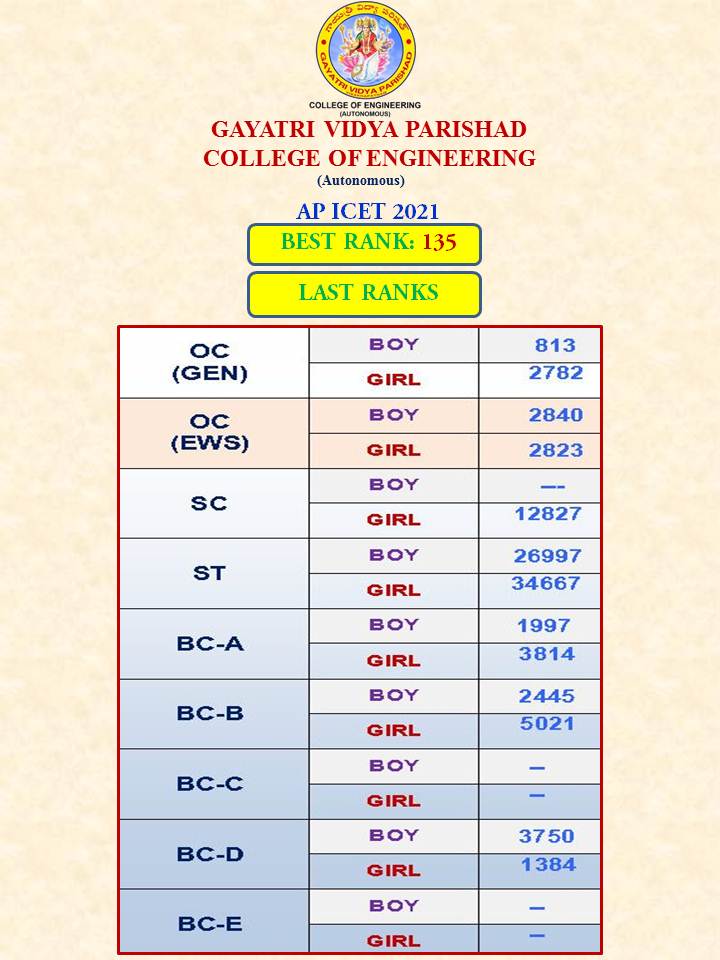 గాయత్రీ విద్యా పరిషత్
GAYATRI VIDYA PARISHAD
COLLEGE OF ENGINEERING
(AUTONOMOUS)
GAYATRI VIDYA PARISHAD
COLLEGE OF ENGINEERING
(Autonomous)
AP ICET 2021
BEST RANK: 135
LAST RANKS
OC (GEN) BOY 813
GIRL 2782
OC (EWS) BOY 2840
GIRL 2823
SC BOY ---
GIRL 12827
ST BOY 26997
GIRL 34667
BC-A BOY 1997
GIRL 3814
BC-B BOY 2445
GIRL 5021
BC-C BOY --
GIRL --
BC-D BOY 3750
GIRL 1384
BC-E BOY --
GIRL --